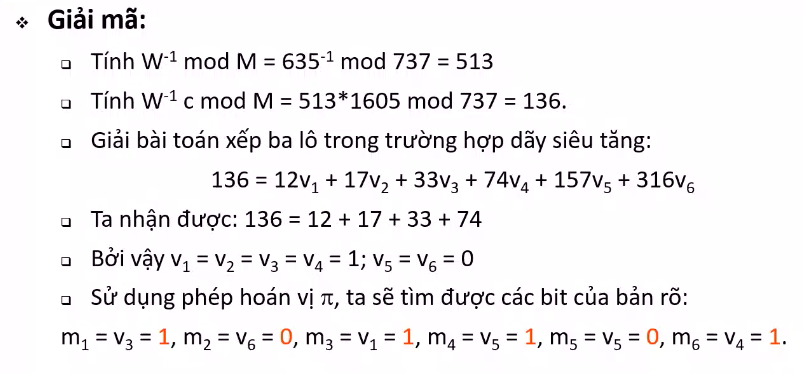 ❖ Giải mã:
❑ Tính W⁻¹ mod M = 635⁻¹ mod 737 = 513
❑ Tính W⁻¹ c mod M = 513*1605 mod 737 = 136.
❑ Giải bài toán xếp ba lô trong trường hợp dãy siêu tăng:
136 = 12v₁ + 17v₂ + 33v₃ + 74v₄ + 157v₅ + 316v₆
❑ Ta nhận được: 136 = 12 + 17 + 33 + 74
❑ Bởi vậy v₁ = v₂ = v₃ = v₄ = 1; v₅ = v₆ = 0
❑ Sử dụng phép hoán vị π, ta sẽ tìm được các bit của bản rõ:
m₁ = v₃ = 1, m₂ = v₆ = 0, m₃ = v₁ = 1, m₄ = v₅ = 1, m₅ = v₅ = 0, m₆ = v₄ = 1.